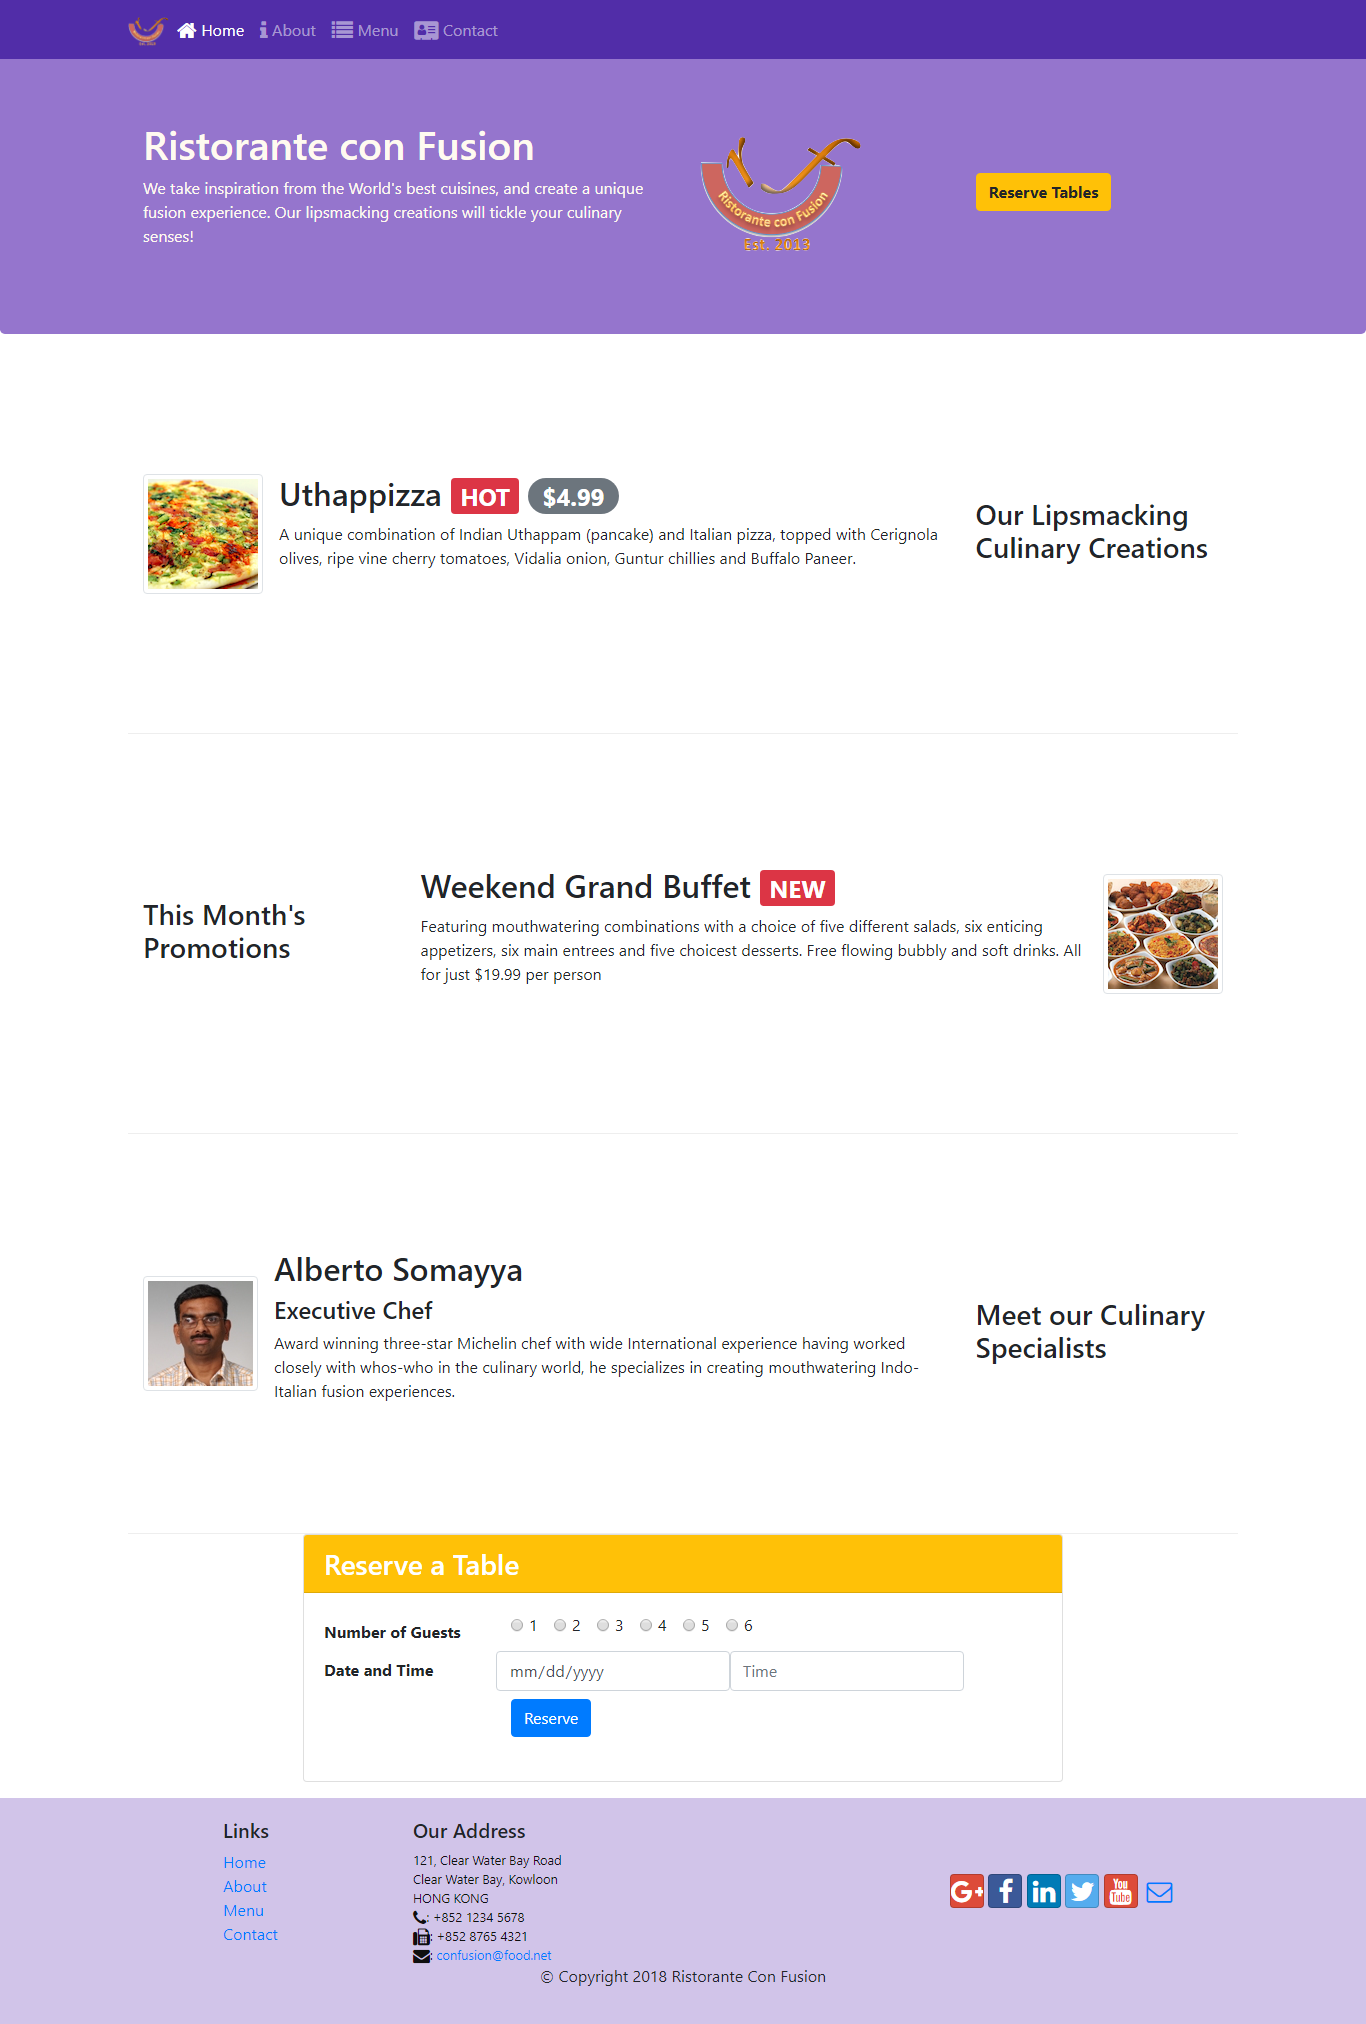 Home About Menu Contact
Ristorante con Fusion
We take inspiration from the World's best cuisines, and create a unique
fusion experience. Our lipsmacking creations will tickle your culinary
senses!
Ristorante con Fusion
Est. 2013
Reserve Tables
Uthappizza HOT $4.99
A unique combination of Indian Uthappam (pancake) and Italian pizza, topped with Cerignola
olives, ripe vine cherry tomatoes, Vidalia onion, Guntur chillies and Buffalo Paneer.
Our Lipsmacking
Culinary Creations
This Month's
Promotions
Weekend Grand Buffet NEW
Featuring mouthwatering combinations with a choice of five different salads, six enticing
appetizers, six main entrees and five choicest desserts. Free flowing bubbly and soft drinks. All
for just $19.99 per person
Alberto Somayya
Executive Chef
Award winning three-star Michelin chef with wide International experience having worked
closely with whos-who in the culinary world, he specializes in creating mouthwatering Indo-
Italian fusion experiences.
Meet our Culinary
Specialists
Reserve a Table
Number of Guests 1 2 3 4 5 6
Date and Time mm/dd/yyyy Time
Reserve
Links
Home
About
Menu
Contact
Our Address
121, Clear Water Bay Road
Clear Water Bay, Kowloon
HONG KONG
: +852 1234 5678
: +852 8765 4321
: confusion@food.net
G+ f in You Tube
© Copyright 2018 Ristorante Con Fusion